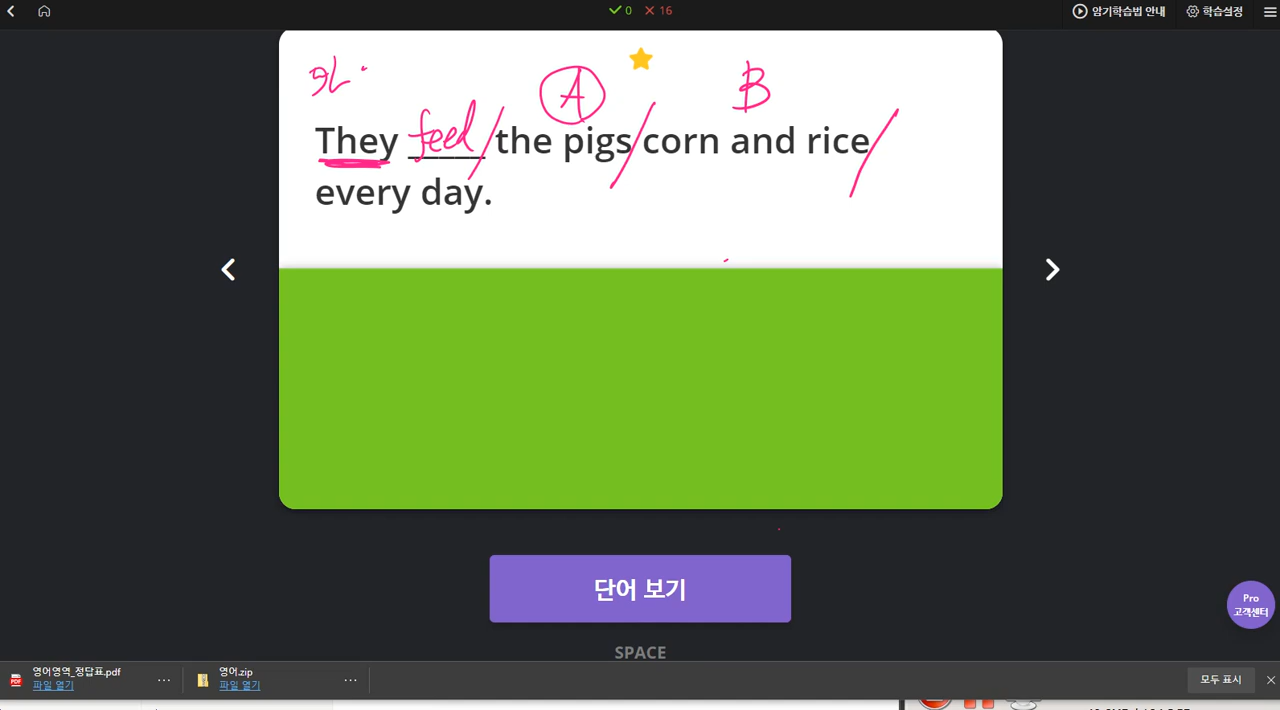 0 16 암기학습법 안내 학습설정
A B
They feed the pigs corn and rice
every day.
단어 보기
SPACE
Pro
고객센터
영어영역_정답표.pdf ... 영어.zip ...
파일 열기 파일 열기
모두 표시